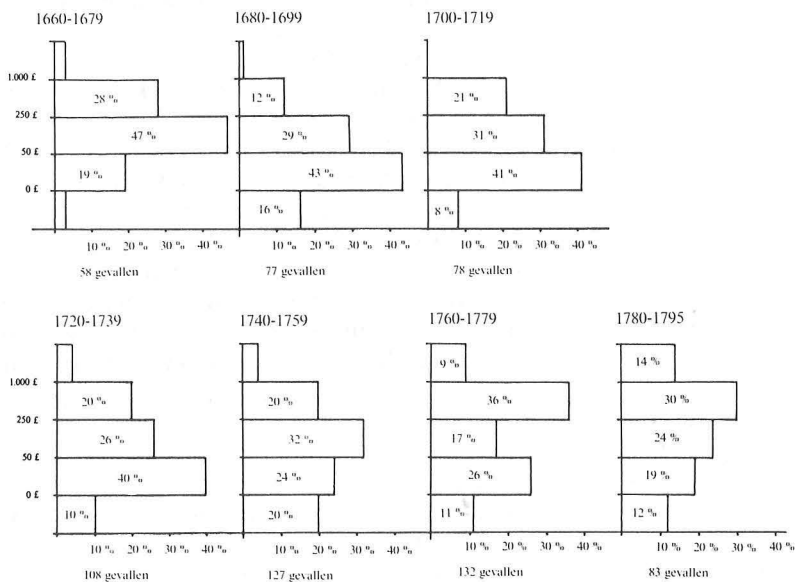 1660-1679 1680-1699 1700-1719
1.000 £ 28 % 12 % 21 %
250 £ 47 % 29 % 31 %
50 £ 19 % 43 % 41 %
0 £ 16 % 8 %
10 % 20 % 30 % 40 % 10 % 20 % 30 % 40 % 10 % 20 % 30 % 40 %
58 gevallen 77 gevallen 78 gevallen
1720-1739 1740-1759 1760-1779 1780-1795
9 % 14 %
1.000 £ 20 % 20 % 36 % 30 %
250 £ 26 % 32 % 17 % 24 %
50 £ 40 % 24 % 26 % 19 %
0 £ 10 % 20 % 11 % 12 %
10 % 20 % 30 % 40 % 10 % 20 % 30 % 40 % 10 % 20 % 30 % 40 % 10 % 20 % 30 % 40 %
108 gevallen 127 gevallen 132 gevallen 83 gevallen